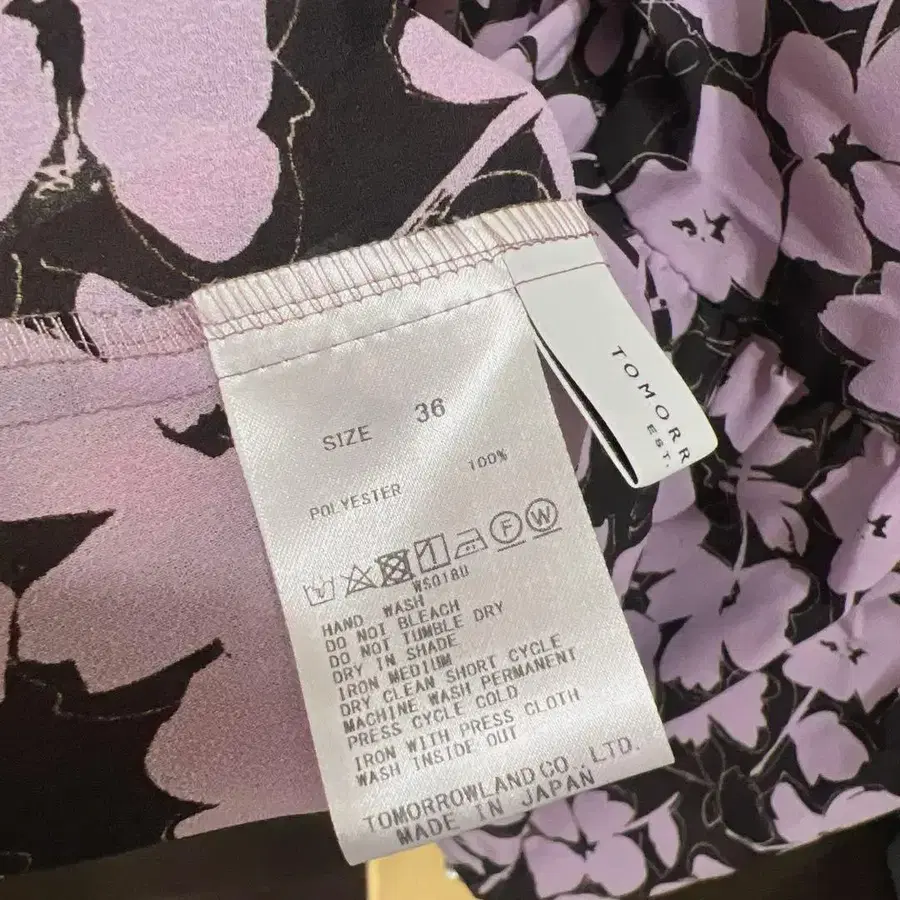 SIZE 36
POLYESTER 100%
F W
WS018U
HAND WASH
DO NOT BLEACH
DO NOT TUMBLE DRY
DRY IN SHADE
IRON MEDIUM
DRY CLEAN SHORT CYCLE
MACHINE WASH PERMANENT
PRESS CYCLE COLD
IRON WITH PRESS CLOTH
WASH INSIDE OUT
TOMORROWLAND CO., LTD.
MADE IN JAPAN
TOMORR
EST.